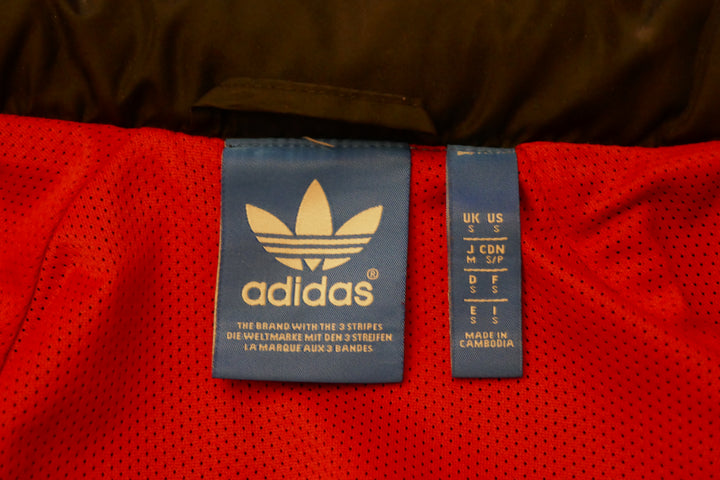 adidas®
THE BRAND WITH THE 3 STRIPES
DIE WELTMARKE MIT DEN 3 STREIFEN
LA MARQUE AUX 3 BANDES
UK US
S S
J CDN
M S/P
D F
S S
E I
S S
MADE IN
CAMBODIA